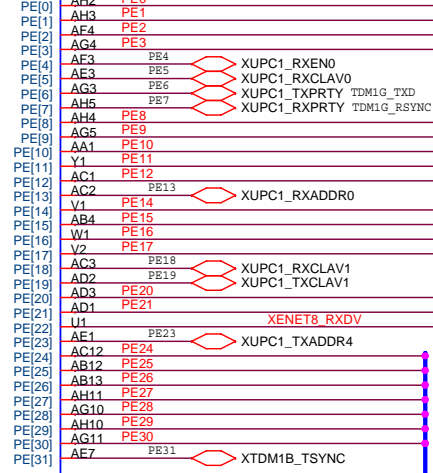 PE[0] AH2 PE0
PE[1] AH3 PE1
PE[2] AF4 PE2
PE[3] AG4 PE3
PE[4] AF3 PE4 XUPC1_RXEN0
PE[5] AE3 PE5 XUPC1_RXCLAV0
PE[6] AG3 PE6 XUPC1_TXPRTY TDM1G_TXD
PE[7] AH5 PE7 XUPC1_RXPRTY TDM1G_RSYNC
PE[8] AH4 PE8
PE[9] AG5 PE9
PE[10] AA1 PE10
PE[11] Y1 PE11
PE[12] AC1 PE12
PE[13] AC2 PE13 XUPC1_RXADDR0
PE[14] V1 PE14
PE[15] AB4 PE15
PE[16] W1 PE16
PE[17] V2 PE17
PE[18] AC3 PE18 XUPC1_RXCLAV1
PE[19] AD2 PE19 XUPC1_TXCLAV1
PE[20] AD3 PE20
PE[21] AD1 PE21
PE[22] U1 XENET8_RXDV
PE[23] AE1 PE23 XUPC1_TXADDR4
PE[24] AC12 PE24
PE[25] AB12 PE25
PE[26] AB13 PE26
PE[27] AH11 PE27
PE[28] AG10 PE28
PE[29] AH10 PE29
PE[30] AG11 PE30
PE[31] AE7 PE31 XTDM1B_TSYNC